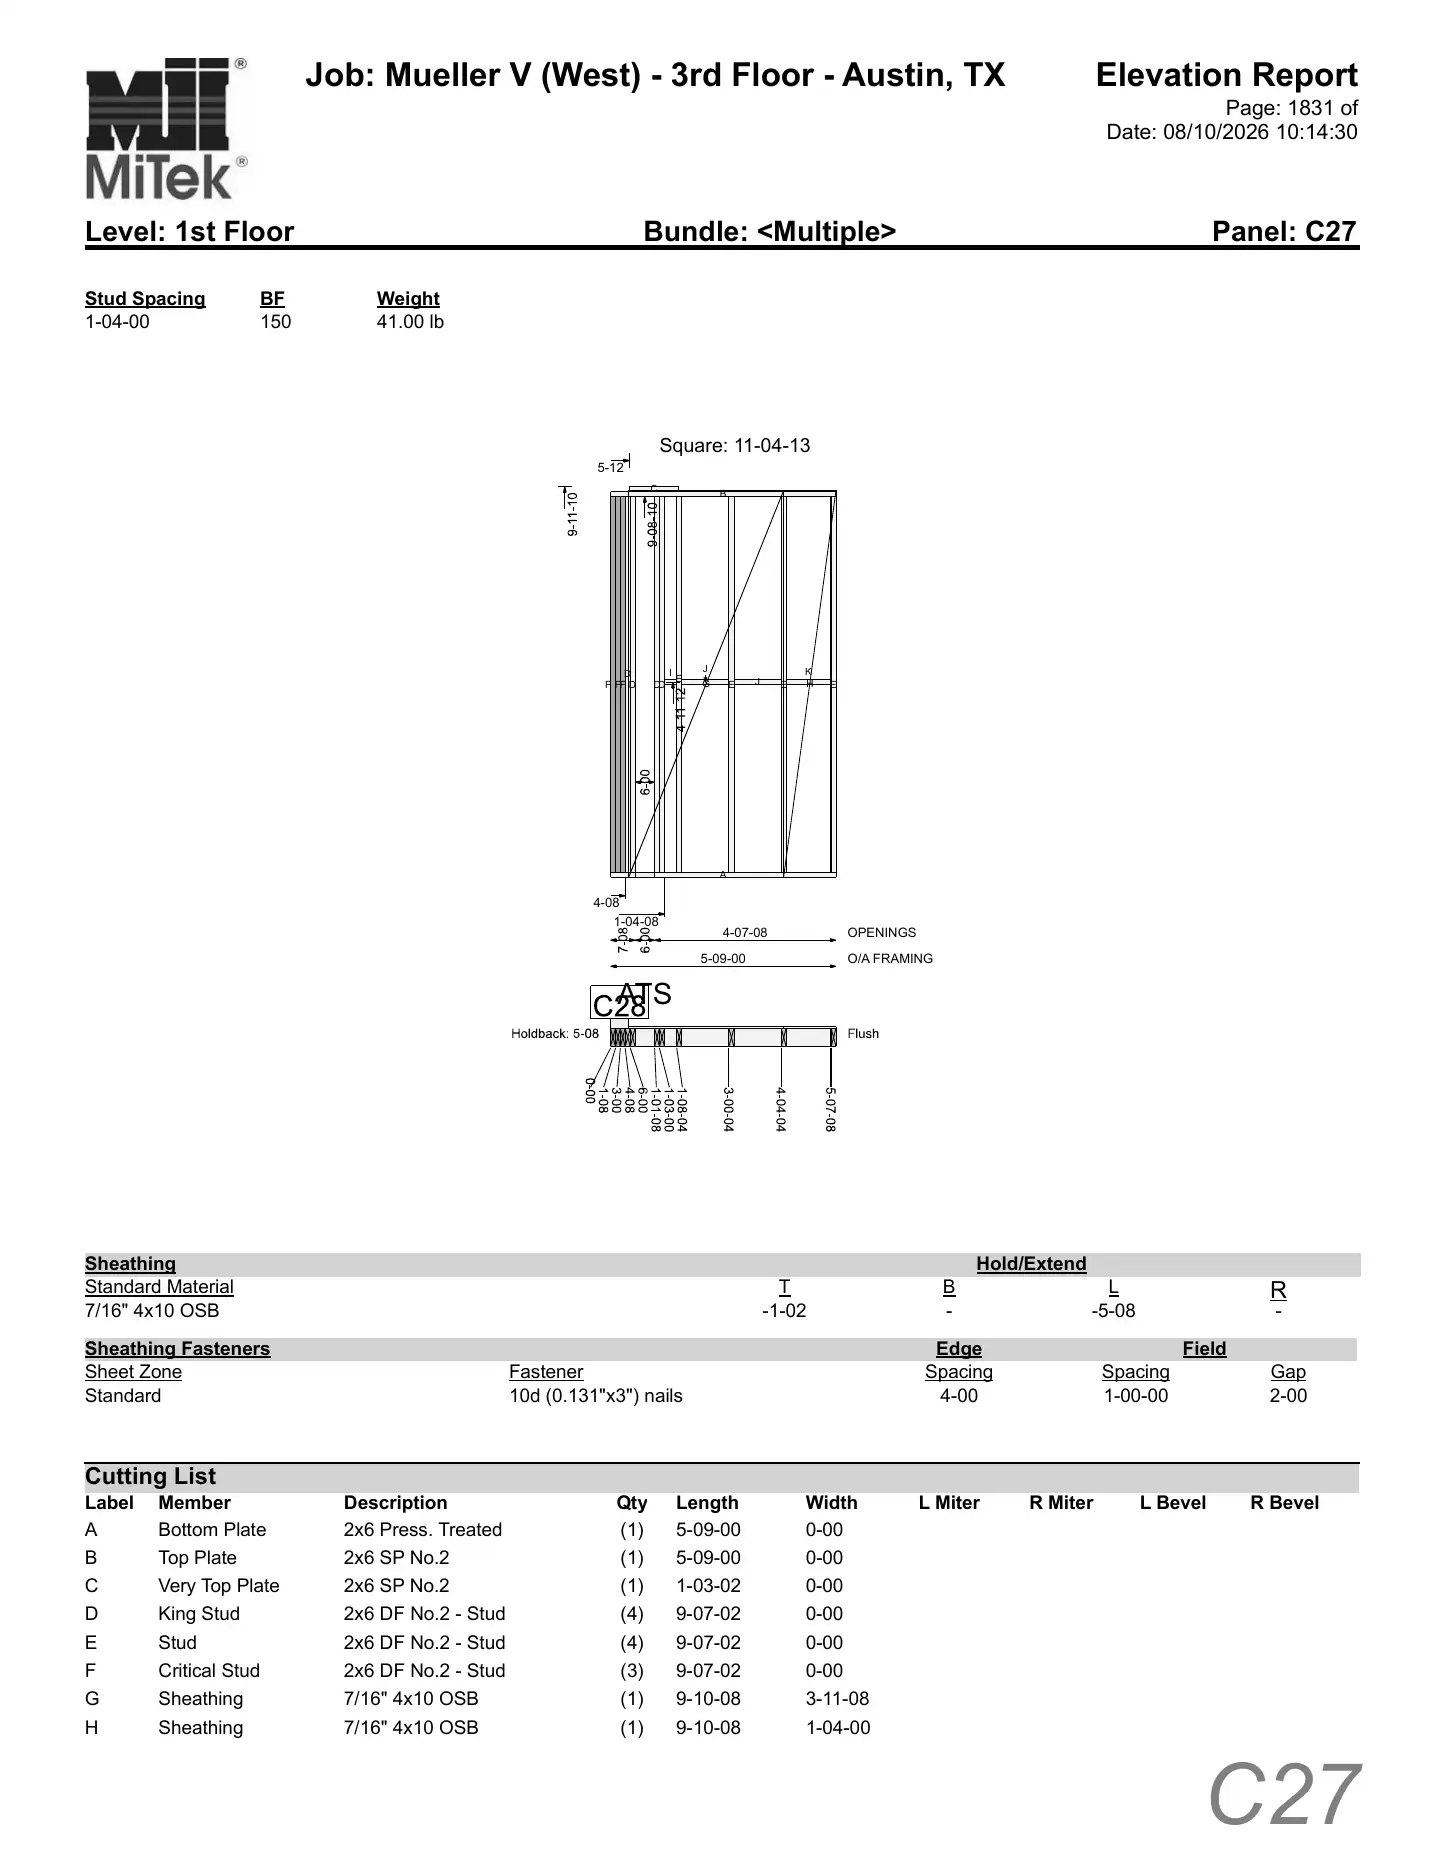 Job: Mueller V (West) - 3rd Floor - Austin, TX
Elevation Report
Page: 1831 of
Date: 08/10/2026 10:14:30
MiTek®
Level: 1st Floor Bundle: <Multiple> Panel: C27
Stud Spacing BF Weight
1-04-00 150 41.00 lb
Square: 11-04-13
5-12
9-11-10
C B
9-08-10
I J K
J
F D E G E H E
4-11-12
6-00
A
4-08
1-04-08
7-08 6-00 4-07-08 OPENINGS
5-09-00 O/A FRAMING
ATS
C28
Holdback: 5-08 Flush
0-00 1-08 3-00 4-08 6-00 1-01-08 1-03-00 1-08-04 3-00-04 4-04-04 5-07-08
Sheathing Hold/Extend
Standard Material T B L R
7/16" 4x10 OSB -1-02 - -5-08 -
Sheathing Fasteners Edge Field
Sheet Zone Fastener Spacing Spacing Gap
Standard 10d (0.131"x3") nails 4-00 1-00-00 2-00
Cutting List
Label Member Description Qty Length Width L Miter R Miter L Bevel R Bevel
A Bottom Plate 2x6 Press. Treated (1) 5-09-00 0-00
B Top Plate 2x6 SP No.2 (1) 5-09-00 0-00
C Very Top Plate 2x6 SP No.2 (1) 1-03-02 0-00
D King Stud 2x6 DF No.2 - Stud (4) 9-07-02 0-00
E Stud 2x6 DF No.2 - Stud (4) 9-07-02 0-00
F Critical Stud 2x6 DF No.2 - Stud (3) 9-07-02 0-00
G Sheathing 7/16" 4x10 OSB (1) 9-10-08 3-11-08
H Sheathing 7/16" 4x10 OSB (1) 9-10-08 1-04-00
C27